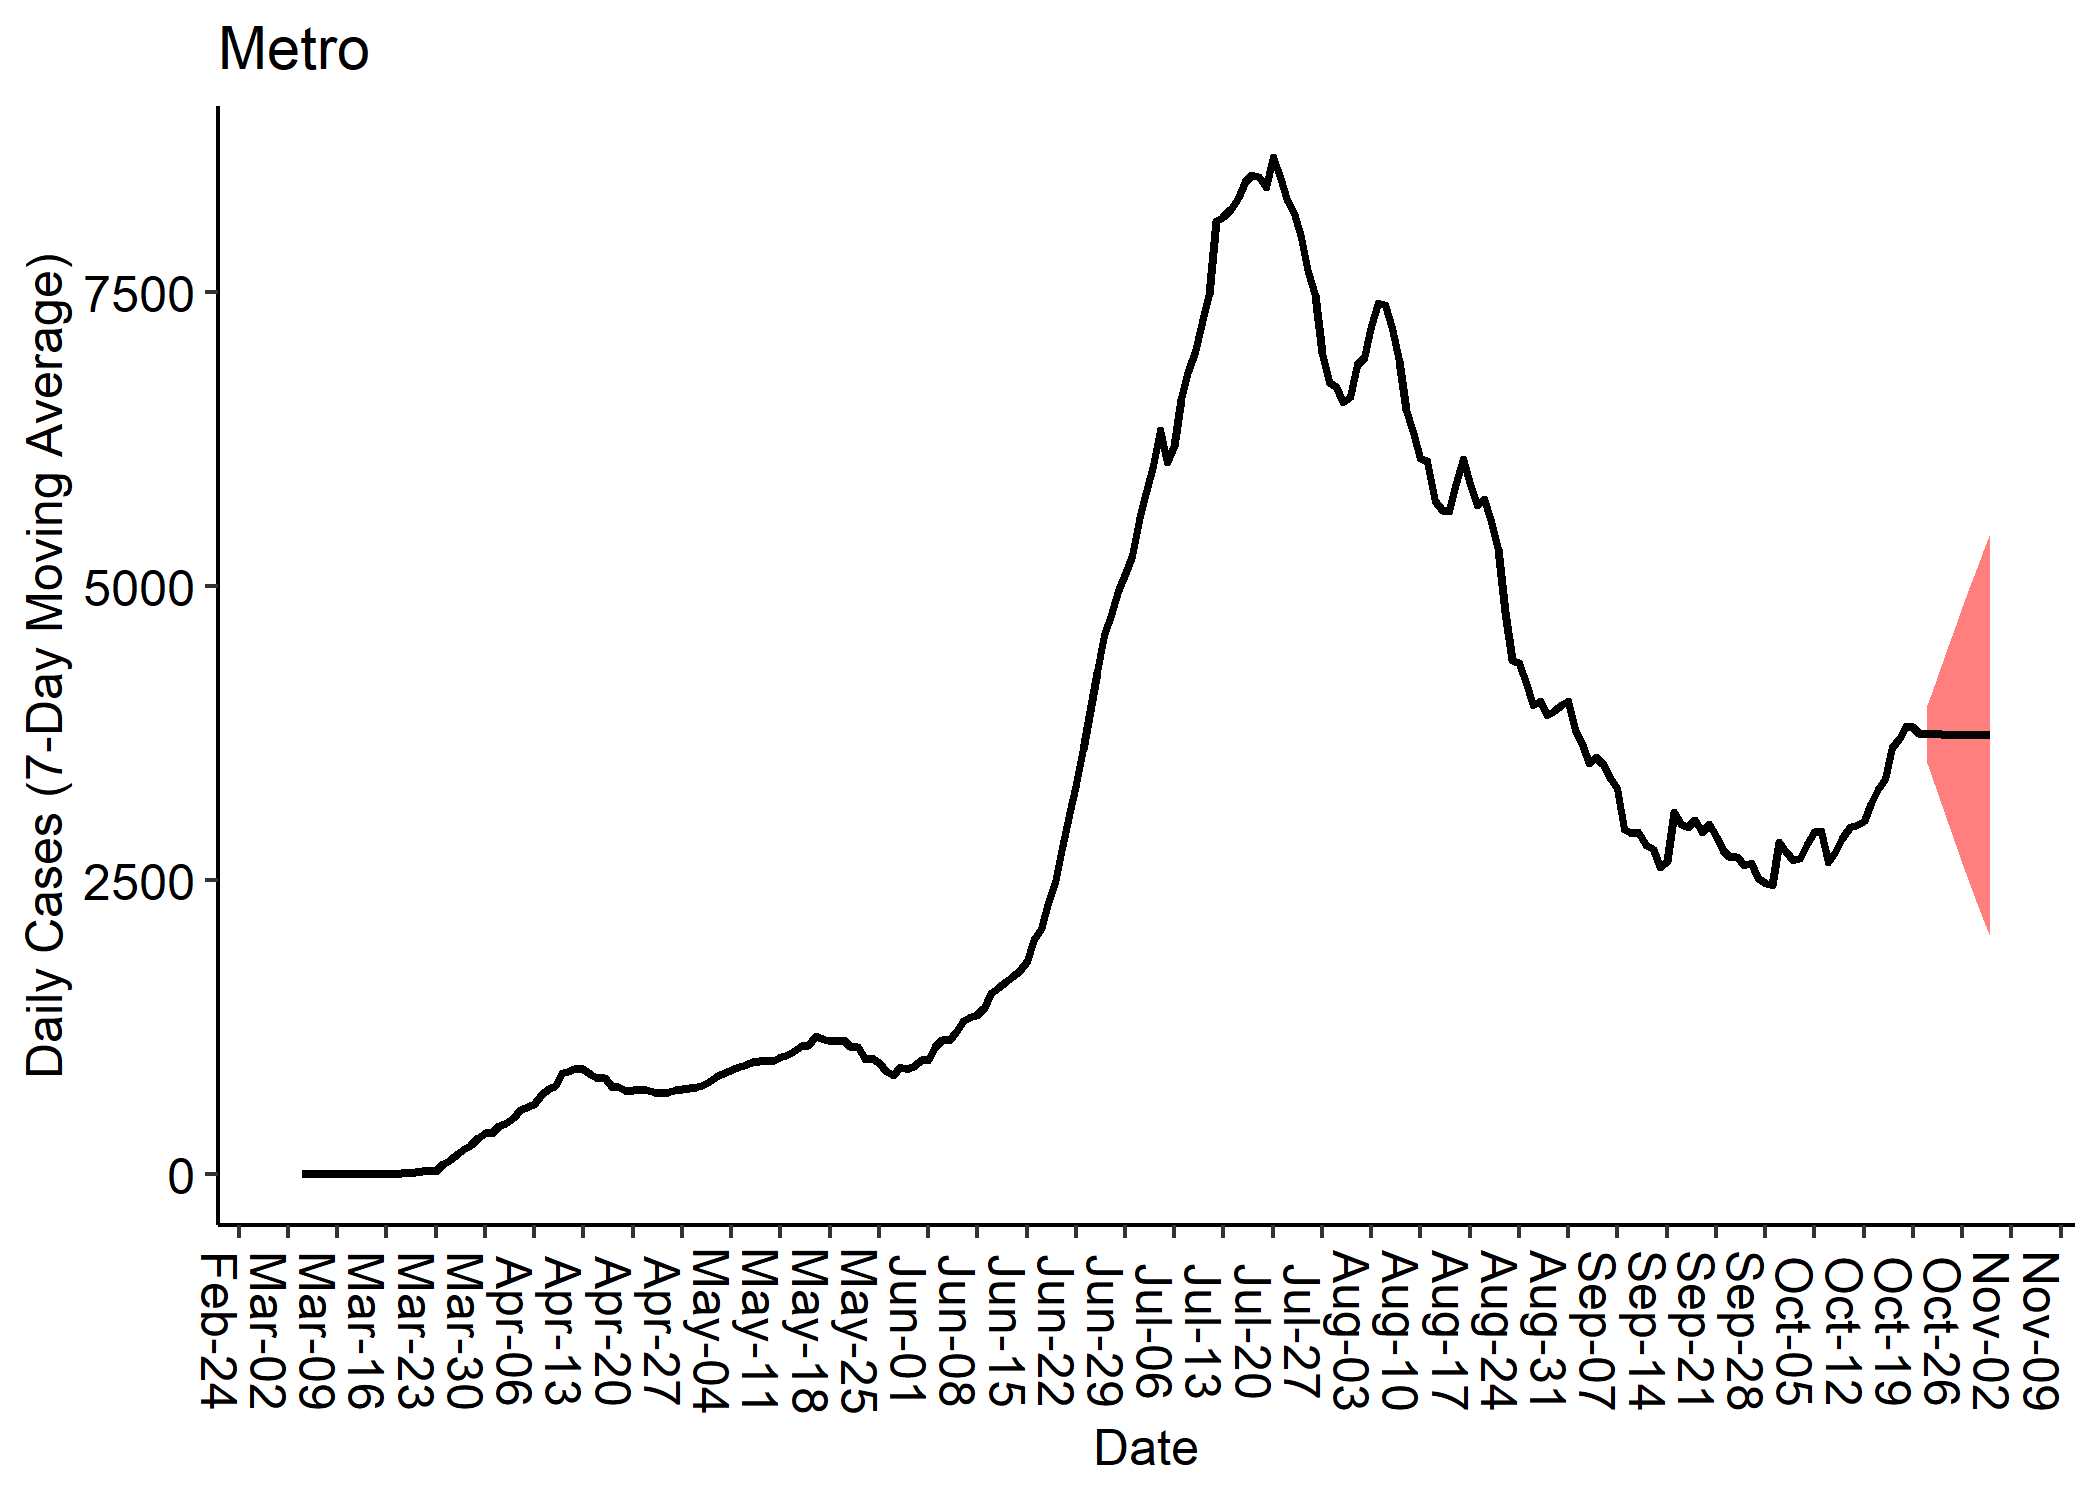 Metro
Daily Cases (7-Day Moving Average)
7500
5000
2500
0
Feb-24
Mar-02
Mar-09
Mar-16
Mar-23
Mar-30
Apr-06
Apr-13
Apr-20
Apr-27
May-04
May-11
May-18
May-25
Jun-01
Jun-08
Jun-15
Jun-22
Jun-29
Jul-06
Jul-13
Jul-20
Jul-27
Aug-03
Aug-10
Aug-17
Aug-24
Aug-31
Sep-07
Sep-14
Sep-21
Sep-28
Oct-05
Oct-12
Oct-19
Oct-26
Nov-02
Nov-09
Date